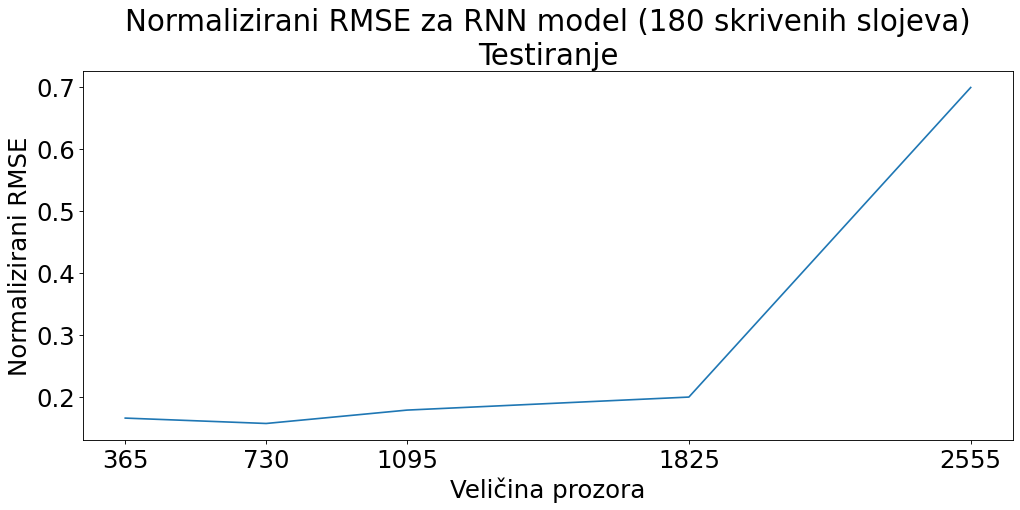 Normalizirani RMSE za RNN model (180 skrivenih slojeva)
Testiranje
Normalizirani RMSE
0.7
0.6
0.5
0.4
0.3
0.2
365 730 1095 1825 2555
Veličina prozora